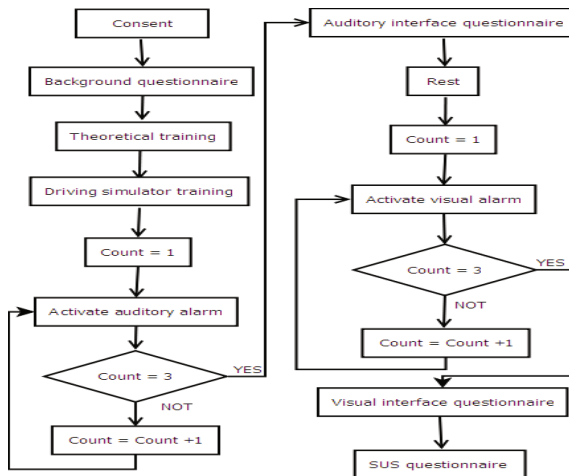 Consent
Background questionnaire
Theoretical training
Driving simulator training
Count = 1
Activate auditory alarm
Count = 3
YES
NOT
Count = Count +1
Auditory interface questionnaire
Rest
Count = 1
Activate visual alarm
Count = 3
YES
NOT
Count = Count +1
Visual interface questionnaire
SUS questionnaire